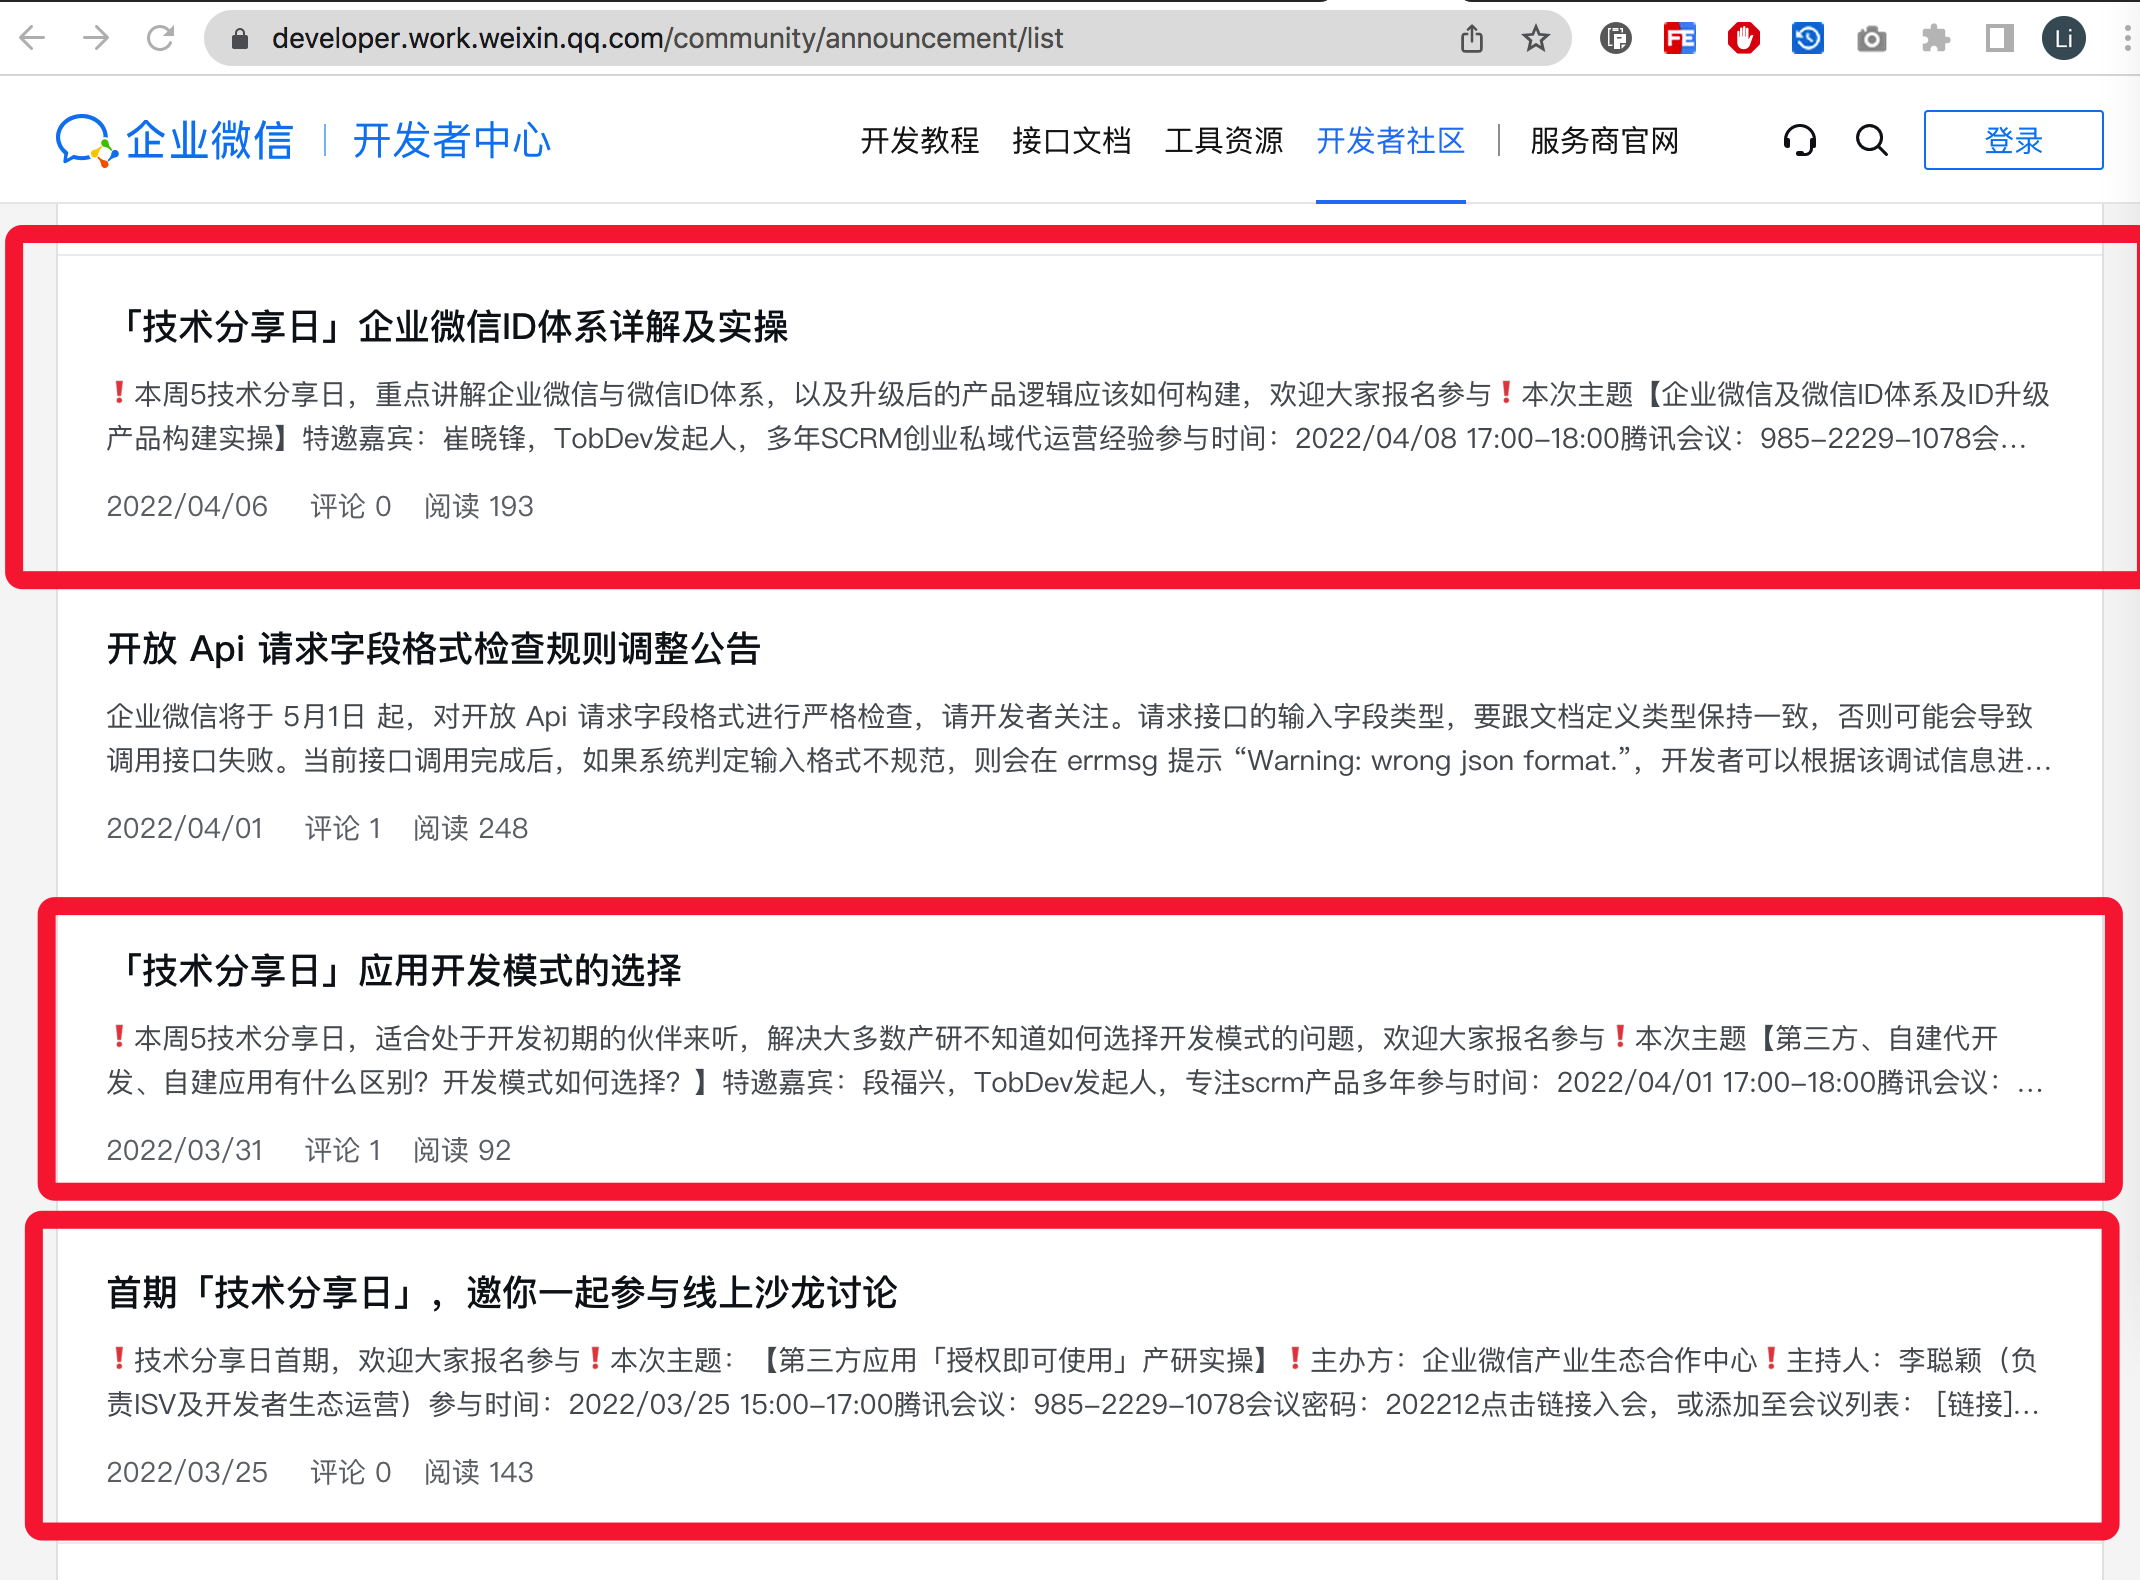 developer.work.weixin.qq.com/community/announcement/list
FE
Li
企业微信 | 开发者中心
开发教程 接口文档 工具资源 开发者社区 | 服务商官网 登录
「技术分享日」企业微信ID体系详解及实操
❗本周5技术分享日，重点讲解企业微信与微信ID体系，以及升级后的产品逻辑应该如何构建，欢迎大家报名参与❗本次主题【企业微信及微信ID体系及ID升级
产品构建实操】特邀嘉宾：崔晓锋，TobDev发起人，多年SCRM创业私域代运营经验参与时间：2022/04/08 17:00-18:00腾讯会议：985-2229-1078会...
2022/04/06 评论 0 阅读 193
开放 Api 请求字段格式检查规则调整公告
企业微信将于 5月1日 起，对开放 Api 请求字段格式进行严格检查，请开发者关注。请求接口的输入字段类型，要跟文档定义类型保持一致，否则可能会导致
调用接口失败。当前接口调用完成后，如果系统判定输入格式不规范，则会在 errmsg 提示 “Warning: wrong json format.”，开发者可以根据该调试信息进...
2022/04/01 评论 1 阅读 248
「技术分享日」应用开发模式的选择
❗本周5技术分享日，适合处于开发初期的伙伴来听，解决大多数产研不知道如何选择开发模式的问题，欢迎大家报名参与❗本次主题【第三方、自建代开
发、自建应用有什么区别？开发模式如何选择？】特邀嘉宾：段福兴，TobDev发起人，专注scrm产品多年参与时间：2022/04/01 17:00-18:00腾讯会议：...
2022/03/31 评论 1 阅读 92
首期「技术分享日」，邀你一起参与线上沙龙讨论
❗技术分享日首期，欢迎大家报名参与❗本次主题：【第三方应用「授权即可使用」产研实操】❗主办方：企业微信产业生态合作中心❗主持人：李聪颖（负
责ISV及开发者生态运营）参与时间：2022/03/25 15:00-17:00腾讯会议：985-2229-1078会议密码：202212点击链接入会，或添加至会议列表：[链接]...
2022/03/25 评论 0 阅读 143